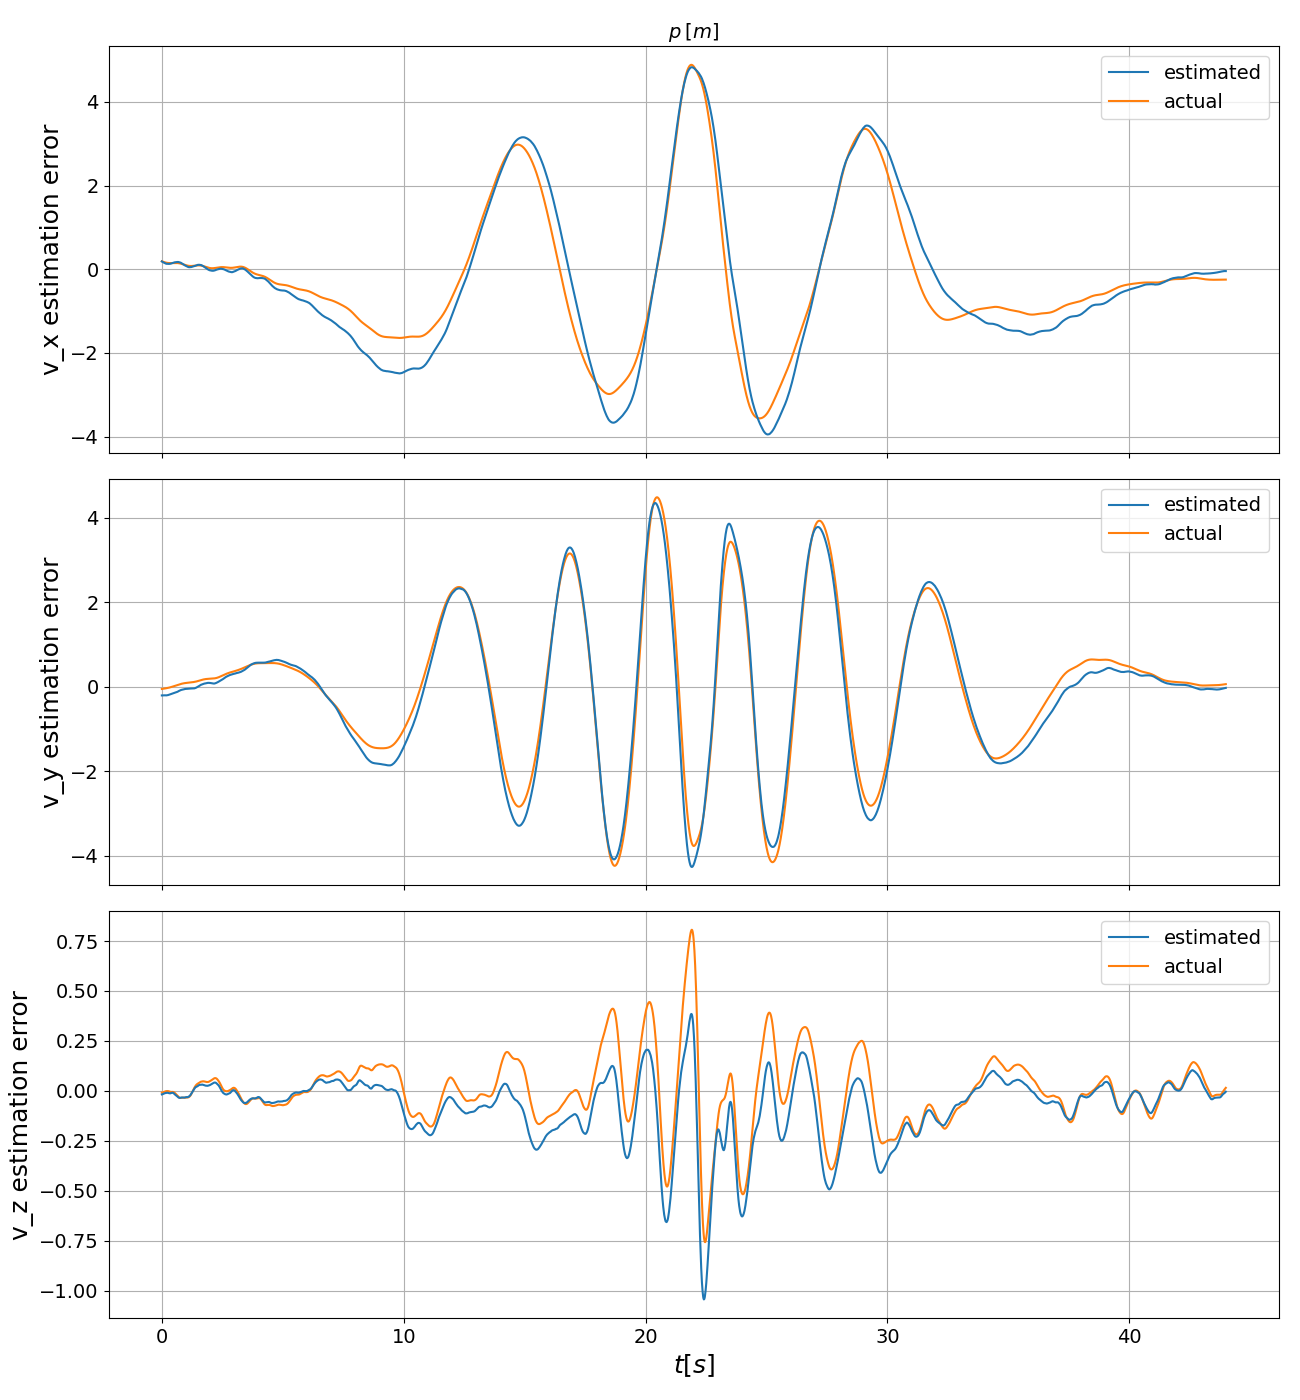 p [m]
v_x estimation error
4
2
0
−2
−4
estimated
actual
v_y estimation error
4
2
0
−2
−4
estimated
actual
v_z estimation error
0.75
0.50
0.25
0.00
−0.25
−0.50
−0.75
−1.00
estimated
actual
0 10 20 30 40
t[s]